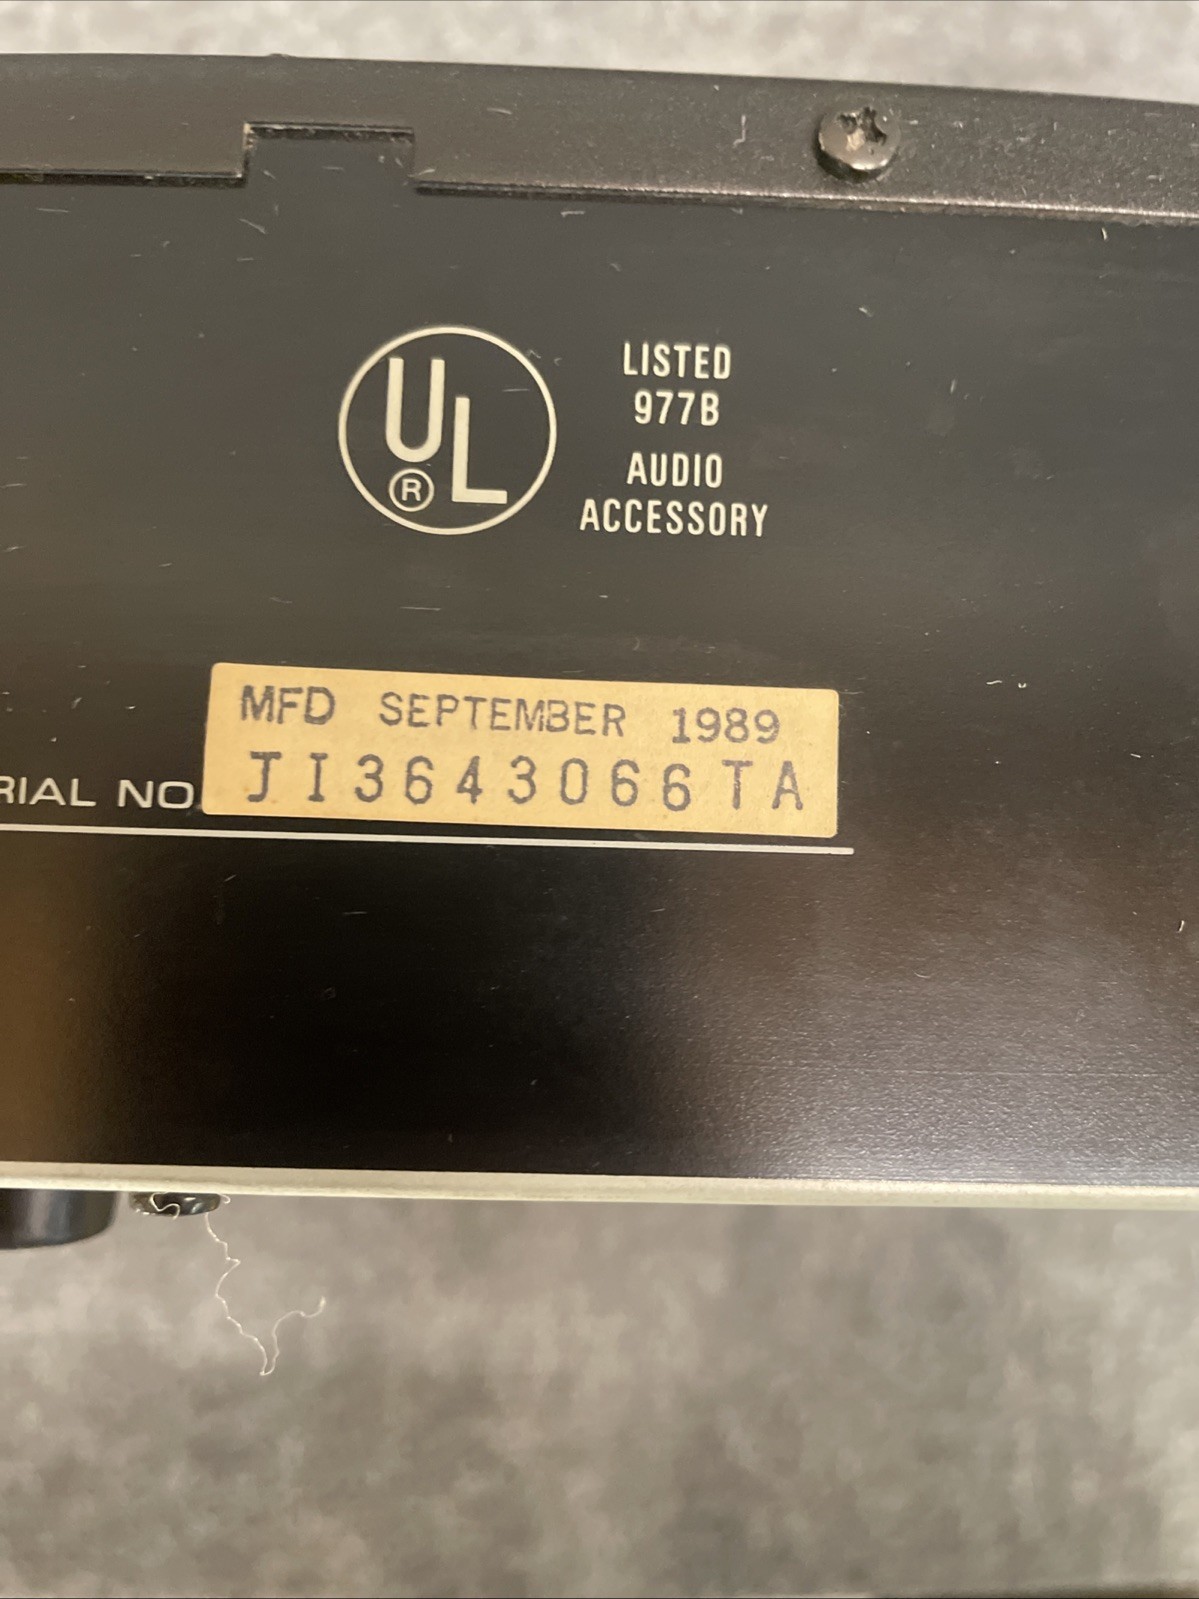 UL
®
LISTED
977B
AUDIO
ACCESSORY
MFD SEPTEMBER 1989
RIAL NO. JI3643066TA